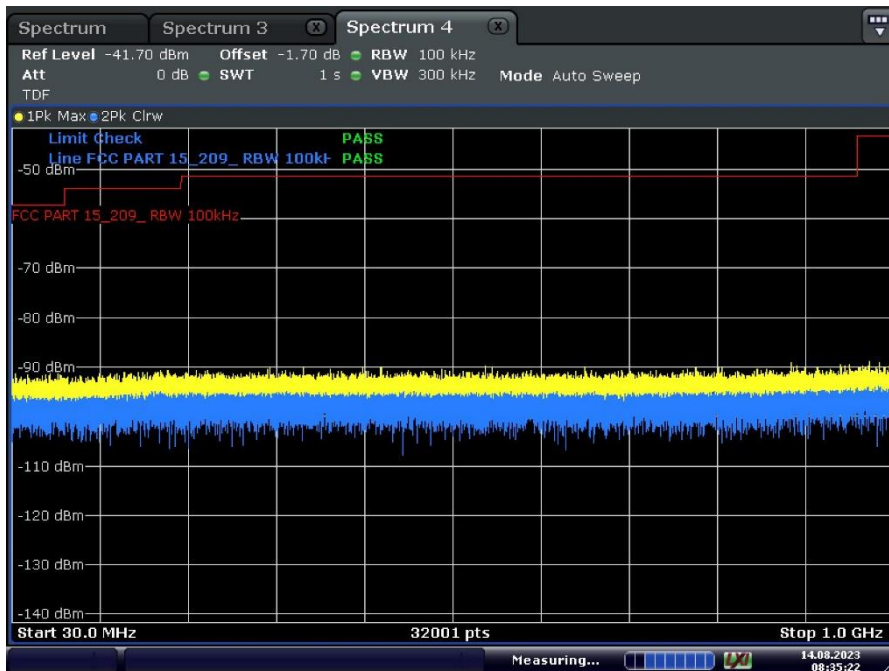 Spectrum Spectrum 3 X Spectrum 4 X
Ref Level -41.70 dBm Offset -1.70 dB RBW 100 kHz
Att 0 dB SWT 1 s VBW 300 kHz Mode Auto Sweep
TDF
1Pk Max 2Pk Clrw
Limit Check PASS
Line FCC PART 15_209_ RBW 100kH PASS
-50 dBm
FCC PART 15_209_ RBW 100kHz
-70 dBm
-80 dBm
-90 dBm
-110 dBm
-120 dBm
-130 dBm
-140 dBm
Start 30.0 MHz 32001 pts Stop 1.0 GHz
Measuring... LXI 14.08.2023
08:35:22